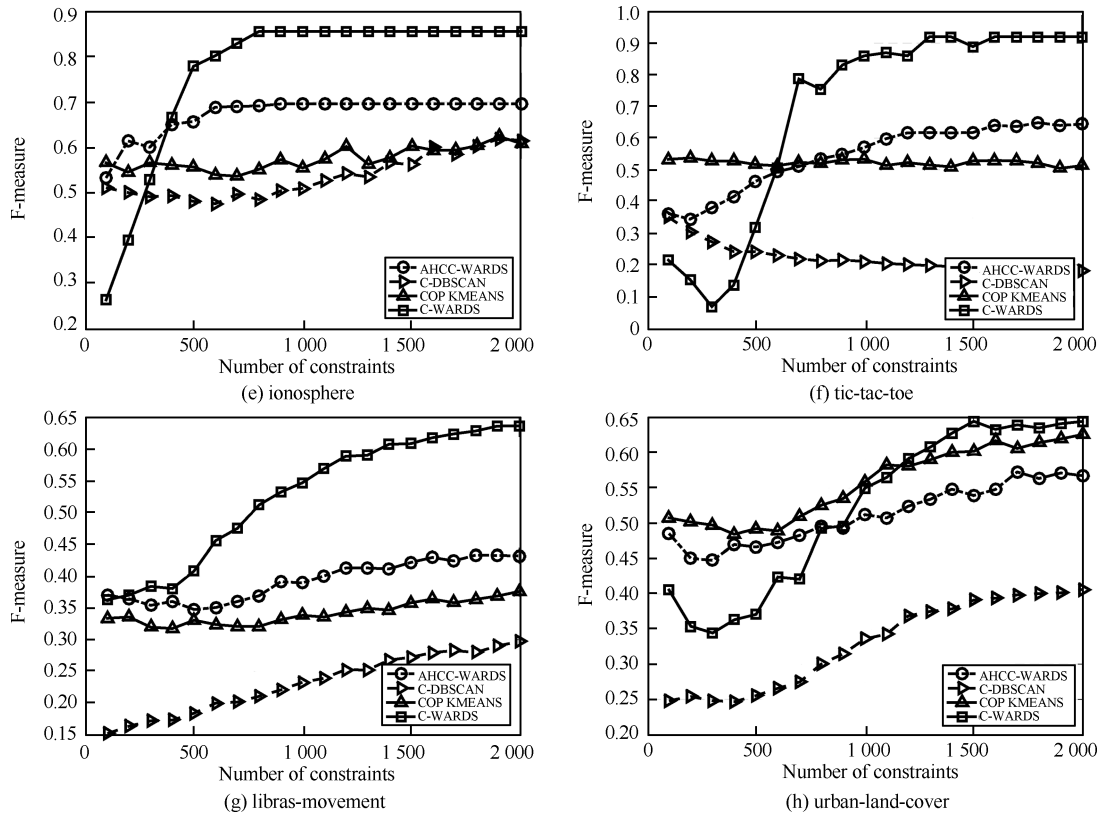 0.9
0.8
0.7
0.6
0.5
0.4
0.3
0.2
F-measure
0
500
1 000
1 500
2 000
AHCC-WARDS
C-DBSCAN
COP KMEANS
C-WARDS
Number of constraints
(e) ionosphere
1.0
0.9
0.8
0.7
0.6
0.5
0.4
0.3
0.2
0.1
0
F-measure
0
500
1 000
1 500
2 000
AHCC-WARDS
C-DBSCAN
COP KMEANS
C-WARDS
Number of constraints
(f) tic-tac-toe
0.65
0.60
0.55
0.50
0.45
0.40
0.35
0.30
0.25
0.20
0.15
F-measure
0
500
1 000
1 500
2 000
AHCC-WARDS
C-DBSCAN
COP KMEANS
C-WARDS
Number of constraints
(g) libras-movement
0.65
0.60
0.55
0.50
0.45
0.40
0.35
0.30
0.25
0.20
F-measure
0
500
1 000
1 500
2 000
AHCC-WARDS
C-DBSCAN
COP KMEANS
C-WARDS
Number of constraints
(h) urban-land-cover